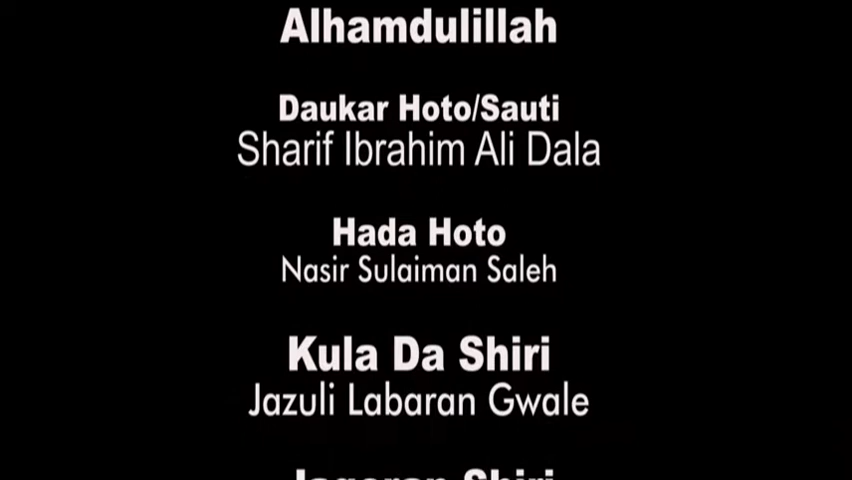 Alhamdulillah
Daukar Hoto/Sauti
Sharif Ibrahim Ali Dala
Hada Hoto
Nasir Sulaiman Saleh
Kula Da Shiri
Jazuli Labaran Gwale